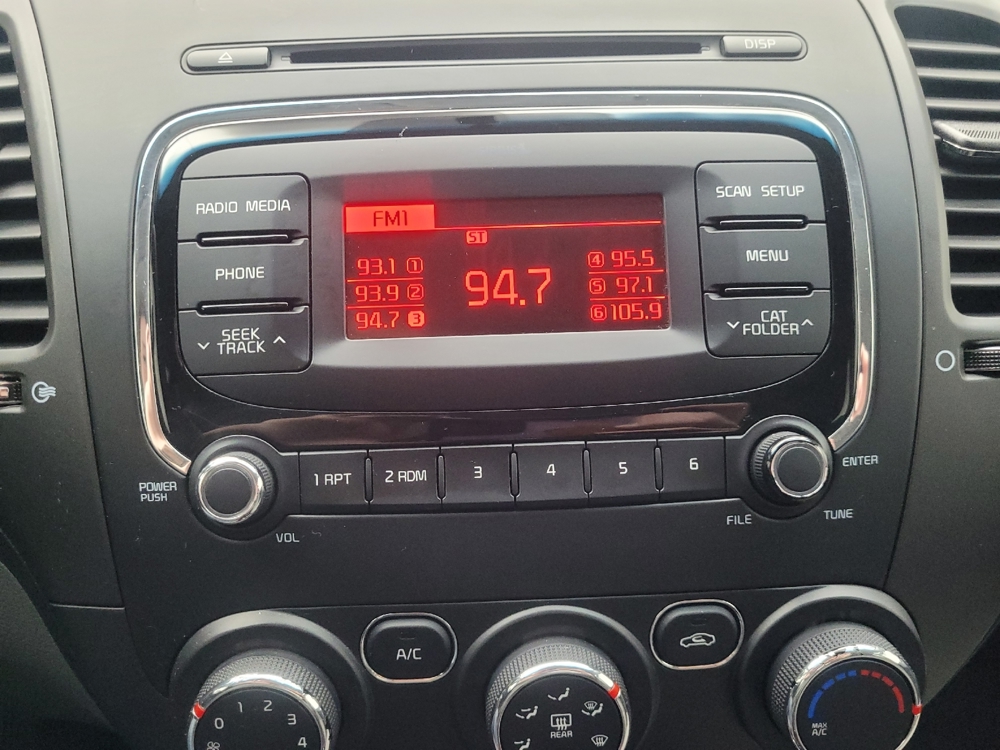 DISP
RADIO MEDIA
PHONE
SEEK
TRACK
FM1
ST
93.1 1
93.9 2
94.7 3
94.7
4 95.5
5 97.1
6 105.9
SCAN SETUP
MENU
CAT
FOLDER
POWER
PUSH
VOL
1 RPT
2 RDM
3
4
5
6
ENTER
FILE
TUNE
A/C
0
1
2
3
4
REAR
MAX
A/C